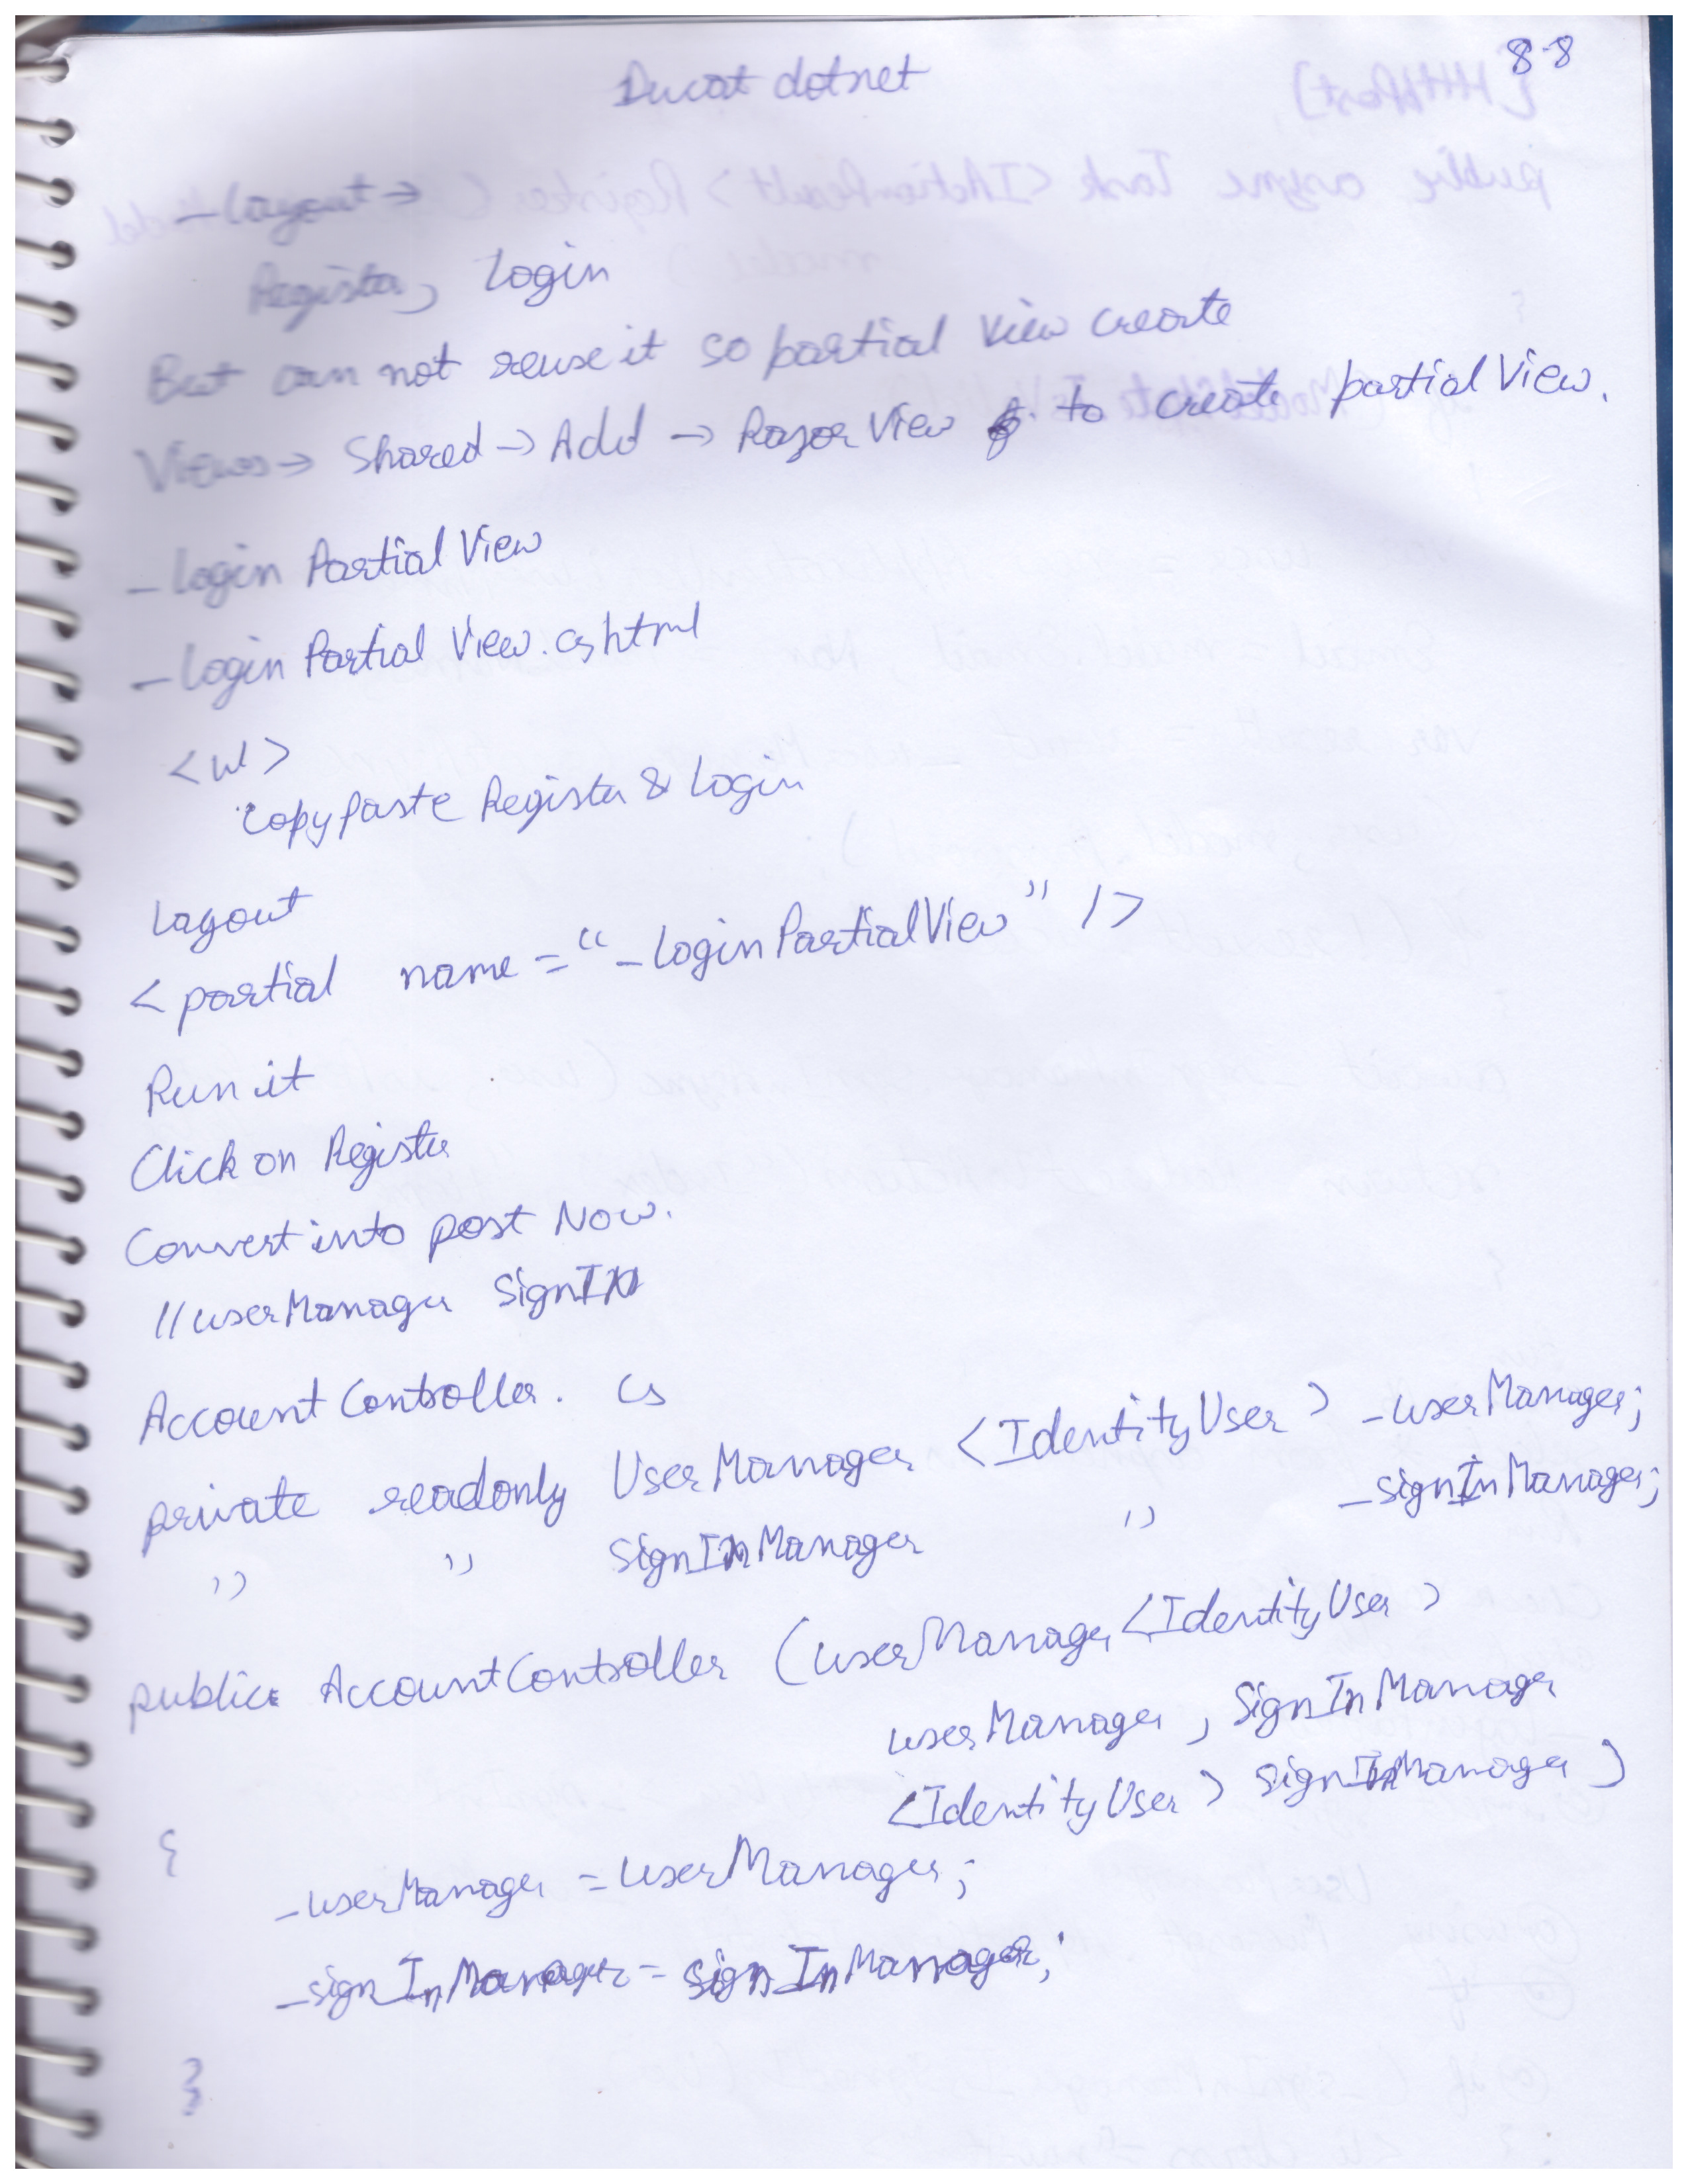 8.8
Ducat dotnet
_layout →
Register, Login
But can not reuse it so partial View create
Views → Shared → Add → Razor View to create partial View.
_login Partial View
_login Partial View.cshtml
<ul>
Copy paste Register & Login
Layout
<partial name = "_loginPartialView" />
Run it
Click on Register
Convert into post Now.
//userManager SignIN
Account Controller. cs
private readonly UserManager <IdentityUser> _userManager;
" " SignInManager " _signInManager;
public AccountController (userManager <IdentityUser>
userManager, SignInManager
<IdentityUser> signInManager)
{
_userManager = userManager;
_signInManager = signInManager;
}